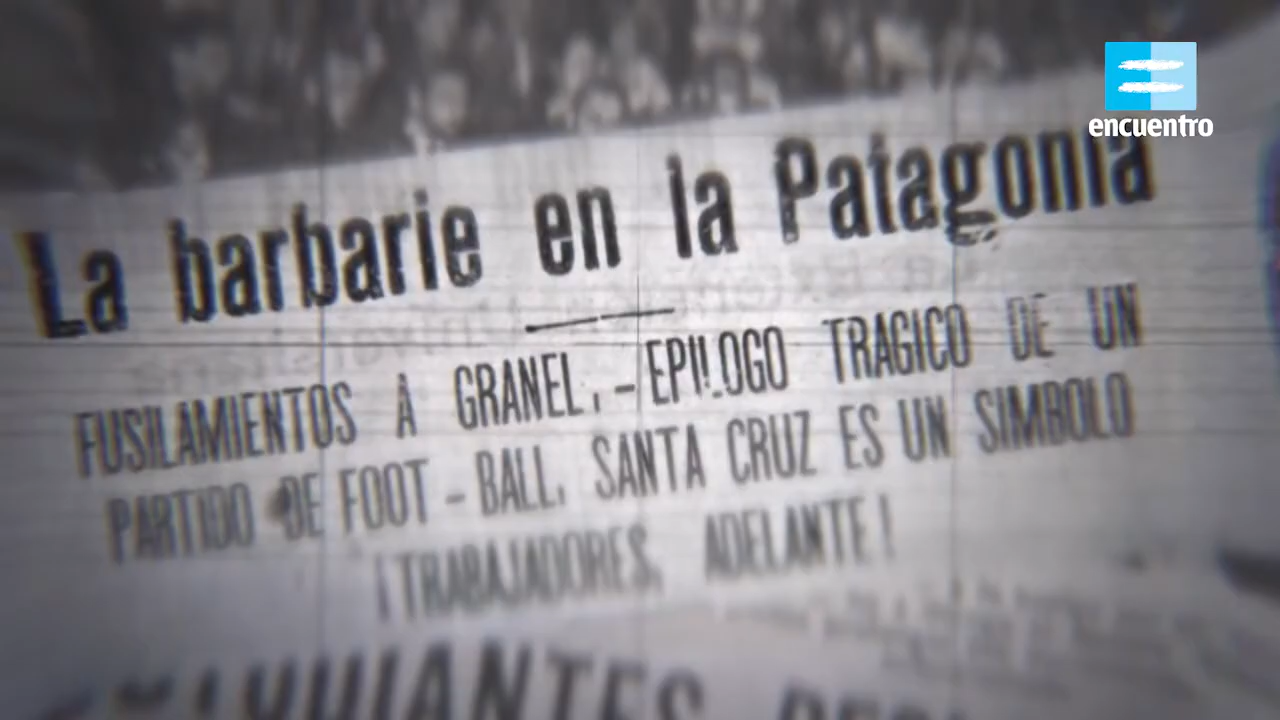 encuentro
La barbarie en la Patagonia
FUSILAMIENTOS A GRANEL. - EPILOGO TRAGICO DE UN
PARTIDO DE FOOT - BALL. SANTA CRUZ ES UN SIMBOLO
¡TRABAJADORES, ADELANTE!